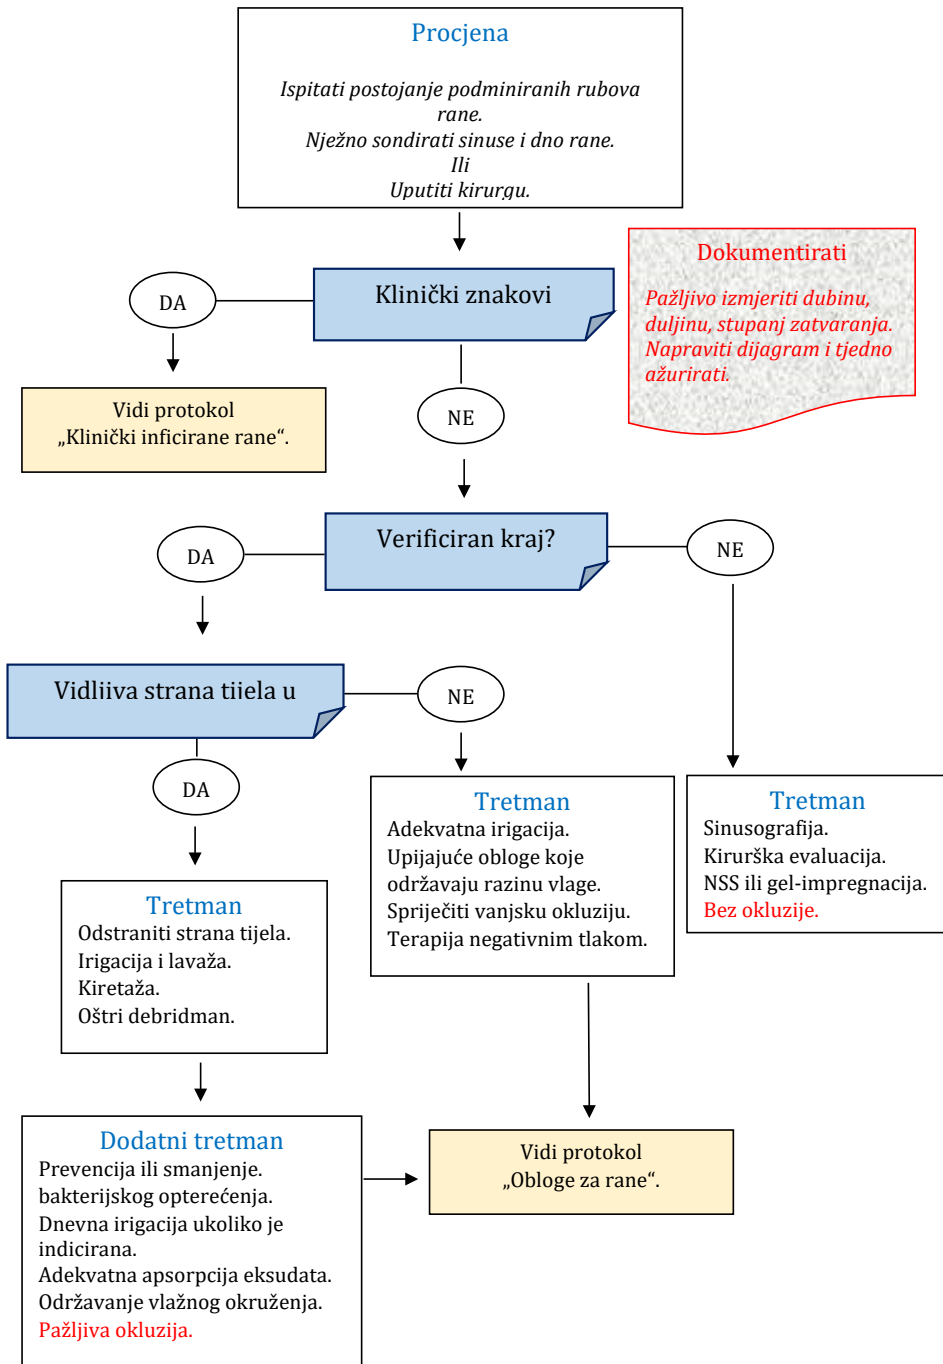 Procjena
Ispitati postojanje podminiranih rubova
rane.
Nježno sondirati sinuse i dno rane.
Ili
Uputiti kirurgu.
Dokumentirati
Pažljivo izmjeriti dubinu,
duljinu, stupanj zatvaranja.
Napraviti dijagram i tjedno
ažurirati.
Klinički znakovi
DA
NE
Vidi protokol
„Klinički inficirane rane“.
Verificiran kraj?
DA
NE
Vidljiva strana tijela u
NE
DA
Tretman
Adekvatna irigacija.
Upijajuće obloge koje
održavaju razinu vlage.
Spriječiti vanjsku okluziju.
Terapija negativnim tlakom.
Tretman
Sinusografija.
Kirurška evaluacija.
NSS ili gel-impregnacija.
Bez okluzije.
Tretman
Odstraniti strana tijela.
Irigacija i lavaža.
Kiretaža.
Oštri debridman.
Dodatni tretman
Prevencija ili smanjenje.
bakterijskog opterećenja.
Dnevna irigacija ukoliko je
indicirana.
Adekvatna apsorpcija eksudata.
Održavanje vlažnog okruženja.
Pažljiva okluzija.
Vidi protokol
„Obloge za rane“.